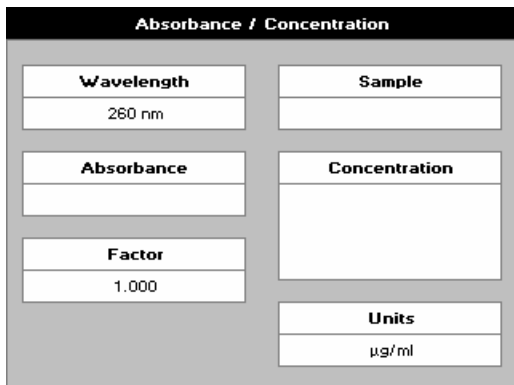 Absorbance / Concentration
Wavelength
260 nm
Absorbance
Factor
1.000
Sample
Concentration
Units
µg/ml